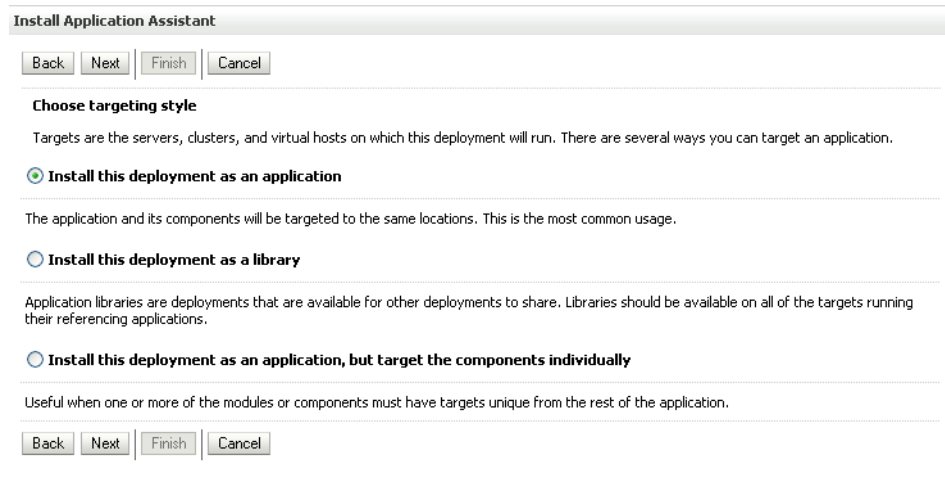 Install Application Assistant
Back Next Finish Cancel
Choose targeting style
Targets are the servers, clusters, and virtual hosts on which this deployment will run. There are several ways you can target an application.
Install this deployment as an application
The application and its components will be targeted to the same locations. This is the most common usage.
Install this deployment as a library
Application libraries are deployments that are available for other deployments to share. Libraries should be available on all of the targets running
their referencing applications.
Install this deployment as an application, but target the components individually
Useful when one or more of the modules or components must have targets unique from the rest of the application.
Back Next Finish Cancel